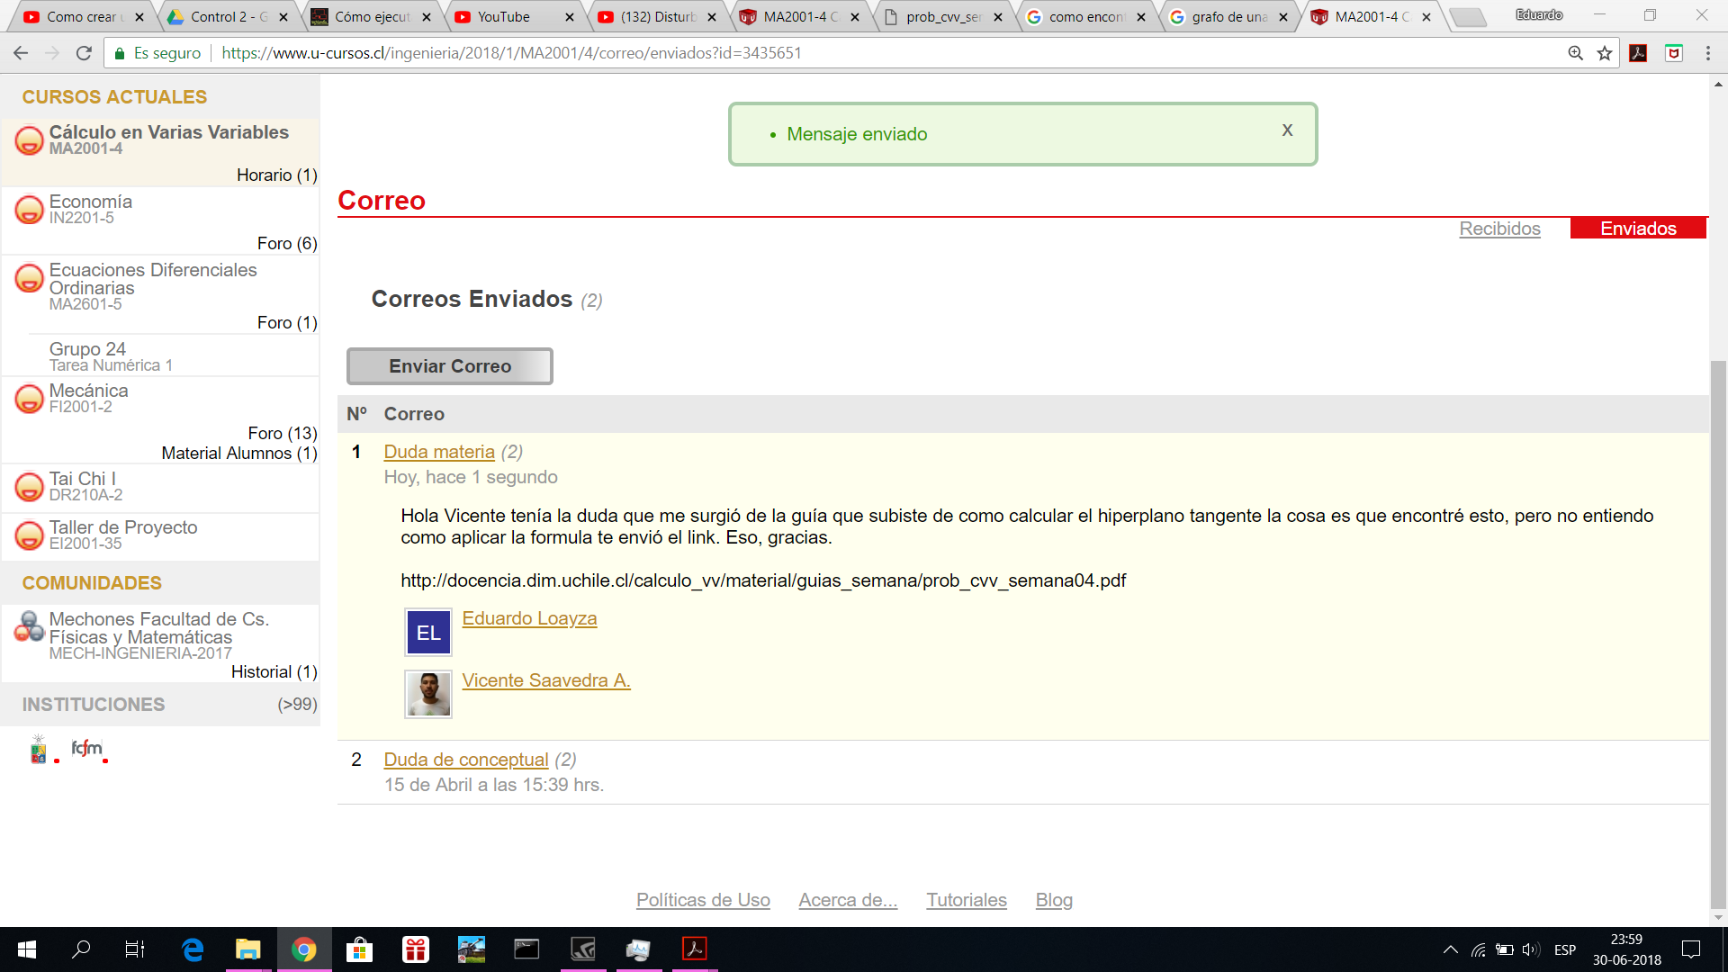 Como crear u
Control 2 - G
Cómo ejecut
YouTube
(132) Disturb
MA2001-4 C
prob_cvv_ser
como encont
grafo de una
MA2001-4 C
Eduardo
Es seguro
https://www.u-cursos.cl/ingenieria/2018/1/MA2001/4/correo/enviados?id=3435651
CURSOS ACTUALES
Cálculo en Varias Variables
MA2001-4
Horario (1)
Economía
IN2201-5
Foro (6)
Ecuaciones Diferenciales
Ordinarias
MA2601-5
Foro (1)
Grupo 24
Tarea Numérica 1
Mecánica
FI2001-2
Foro (13)
Material Alumnos (1)
Tai Chi I
DR210A-2
Taller de Proyecto
EI2001-35
COMUNIDADES
Mechones Facultad de Cs.
Físicas y Matemáticas
MECH-INGENIERIA-2017
Historial (1)
INSTITUCIONES (>99)
fcfm
Mensaje enviado
X
Correo
Recibidos
Enviados
Correos Enviados (2)
Enviar Correo
Nº Correo
1 Duda materia (2)
Hoy, hace 1 segundo
Hola Vicente tenía la duda que me surgió de la guía que subiste de como calcular el hiperplano tangente la cosa es que encontré esto, pero no entiendo
como aplicar la formula te envió el link. Eso, gracias.
http://docencia.dim.uchile.cl/calculo_vv/material/guias_semana/prob_cvv_semana04.pdf
EL
Eduardo Loayza
Vicente Saavedra A.
2 Duda de conceptual (2)
15 de Abril a las 15:39 hrs.
Políticas de Uso
Acerca de...
Tutoriales
Blog
ESP
23:59
30-06-2018